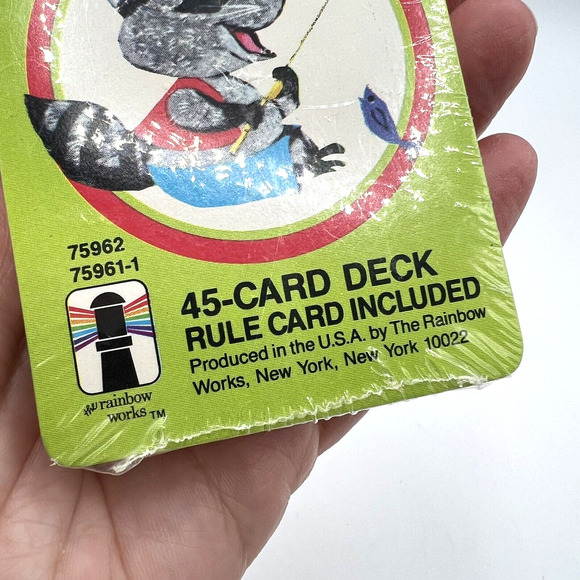 75962
75961-1
45-CARD DECK
RULE CARD INCLUDED
Produced in the U.S.A. by The Rainbow
Works, New York, New York 10022
the rainbow
works TM